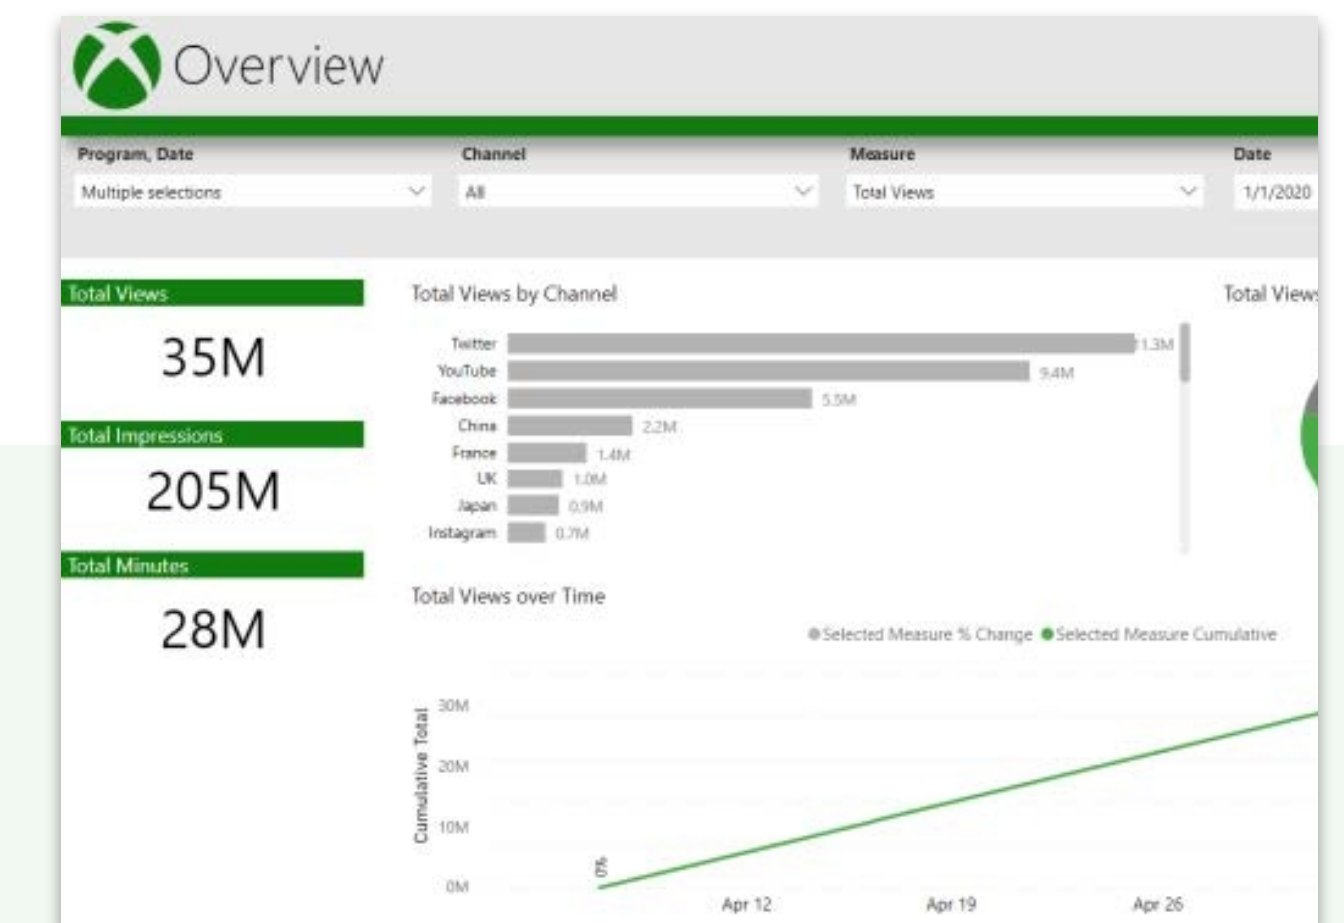 Overview
Program, Date
Channel
Measure
Date
Multiple selections
All
Total Views
1/1/2020
Total Views
35M
Total Impressions
205M
Total Minutes
28M
Total Views by Channel
Twitter 11.3M
YouTube 9.4M
Facebook 5.5M
China 2.2M
France 1.4M
UK 1.0M
Japan 0.9M
Instagram 0.7M
Total Views
Total Views over Time
Selected Measure % Change Selected Measure Cumulative
Cumulative Total
30M
20M
10M
0M
0%
Apr 12 Apr 19 Apr 26